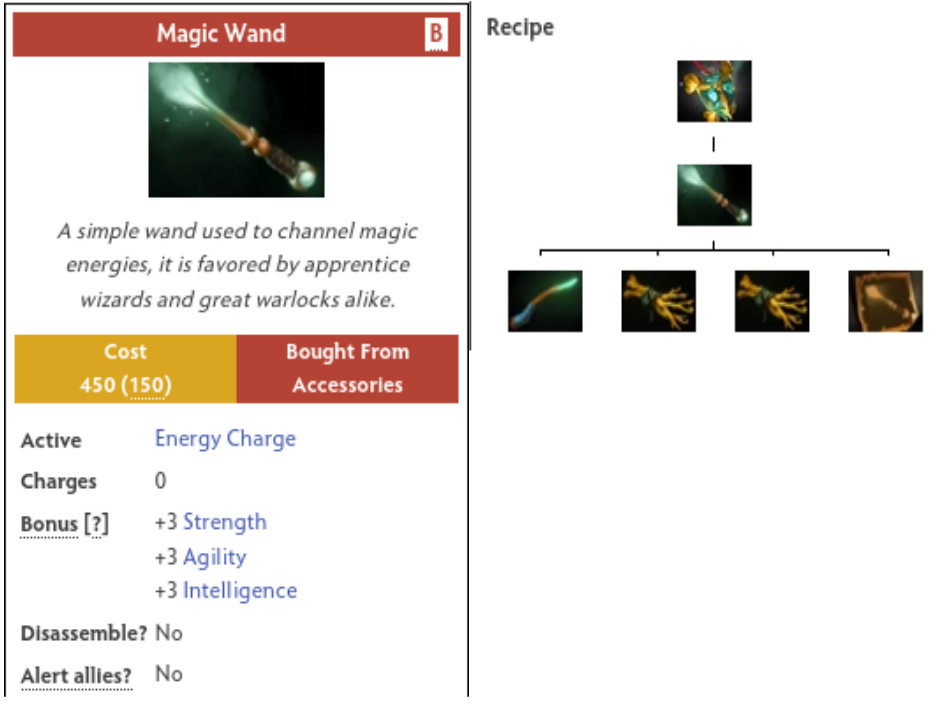 Magic Wand B
A simple wand used to channel magic
energies, it is favored by apprentice
wizards and great warlocks alike.
Cost
450 (150)
Bought From
Accessories
Active Energy Charge
Charges 0
Bonus [?] +3 Strength
+3 Agility
+3 Intelligence
Disassemble? No
Alert allies? No
Recipe